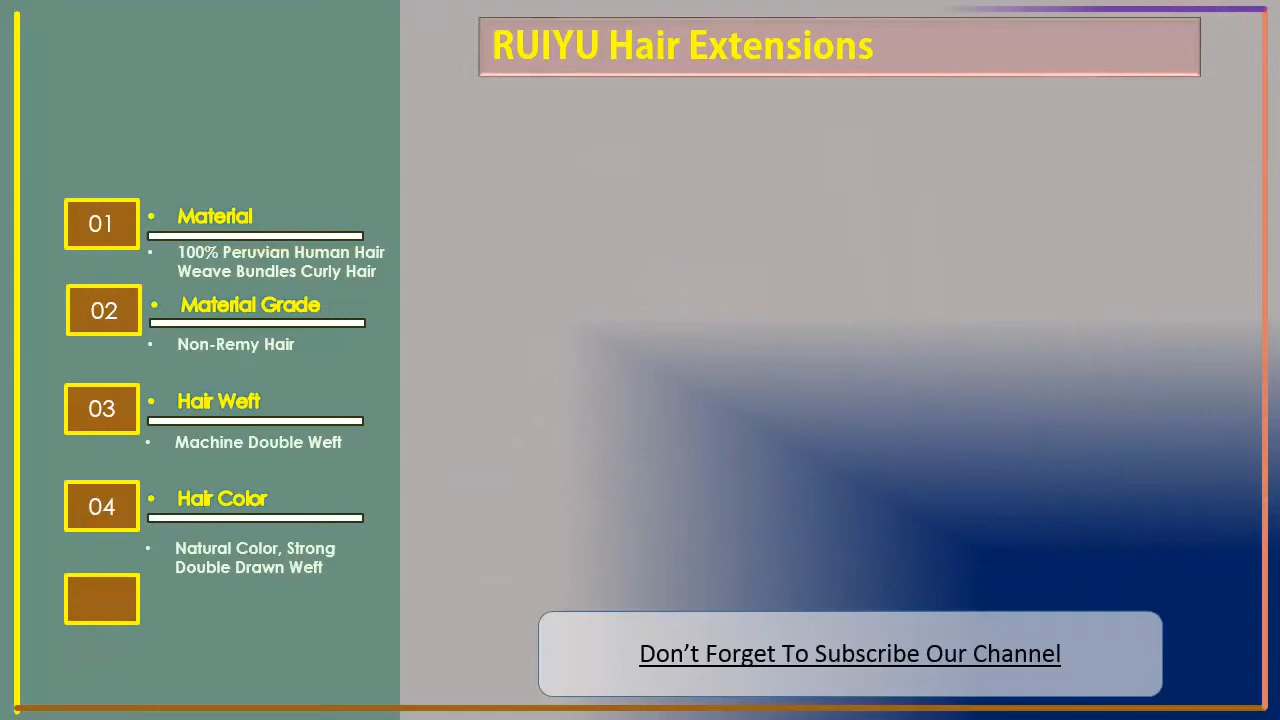 RUIYU Hair Extensions
01
• Material
• 100% Peruvian Human Hair
Weave Bundles Curly Hair
02
• Material Grade
• Non-Remy Hair
03
• Hair Weft
• Machine Double Weft
04
• Hair Color
• Natural Color, Strong
Double Drawn Weft
Don’t Forget To Subscribe Our Channel